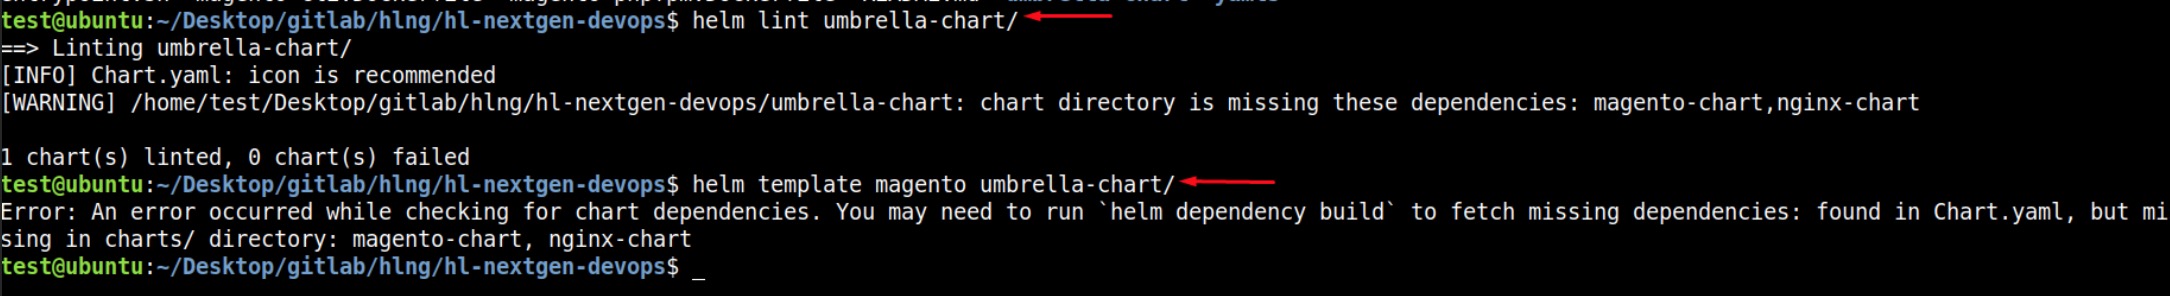 test@ubuntu:~/Desktop/gitlab/hlng/hl-nextgen-devops$ helm lint umbrella-chart/
==> Linting umbrella-chart/
[INFO] Chart.yaml: icon is recommended
[WARNING] /home/test/Desktop/gitlab/hlng/hl-nextgen-devops/umbrella-chart: chart directory is missing these dependencies: magento-chart,nginx-chart
1 chart(s) linted, 0 chart(s) failed
test@ubuntu:~/Desktop/gitlab/hlng/hl-nextgen-devops$ helm template magento umbrella-chart/
Error: An error occurred while checking for chart dependencies. You may need to run `helm dependency build` to fetch missing dependencies: found in Chart.yaml, but mi
sing in charts/ directory: magento-chart, nginx-chart
test@ubuntu:~/Desktop/gitlab/hlng/hl-nextgen-devops$ _